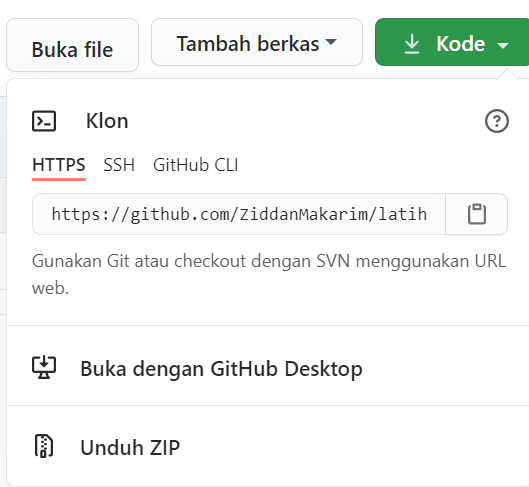 Buka file
Tambah berkas
Kode
Klon
HTTPS SSH GitHub CLI
https://github.com/ZiddanMakarim/latih
Gunakan Git atau checkout dengan SVN menggunakan URL
web.
Buka dengan GitHub Desktop
Unduh ZIP